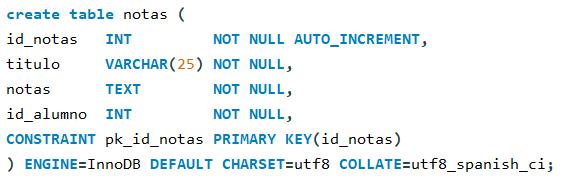 create table notas (
id_notas   INT         NOT NULL AUTO_INCREMENT,
titulo     VARCHAR(25) NOT NULL,
notas      TEXT        NOT NULL,
id_alumno  INT         NOT NULL,
CONSTRAINT pk_id_notas PRIMARY KEY(id_notas)
) ENGINE=InnoDB DEFAULT CHARSET=utf8 COLLATE=utf8_spanish_ci;